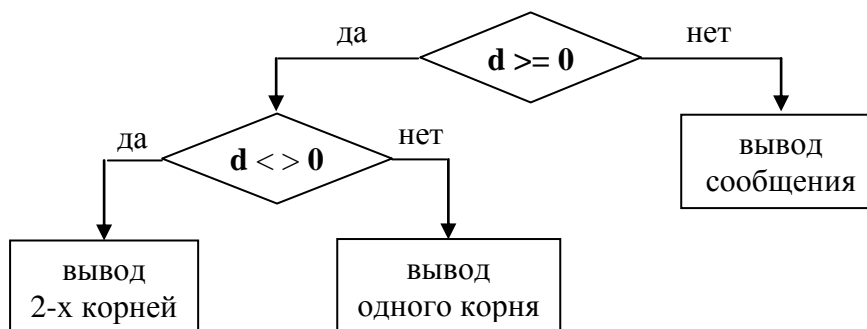 да
d >= 0
нет
да
d < > 0
нет
вывод
сообщения
вывод
2-х корней
вывод
одного корня